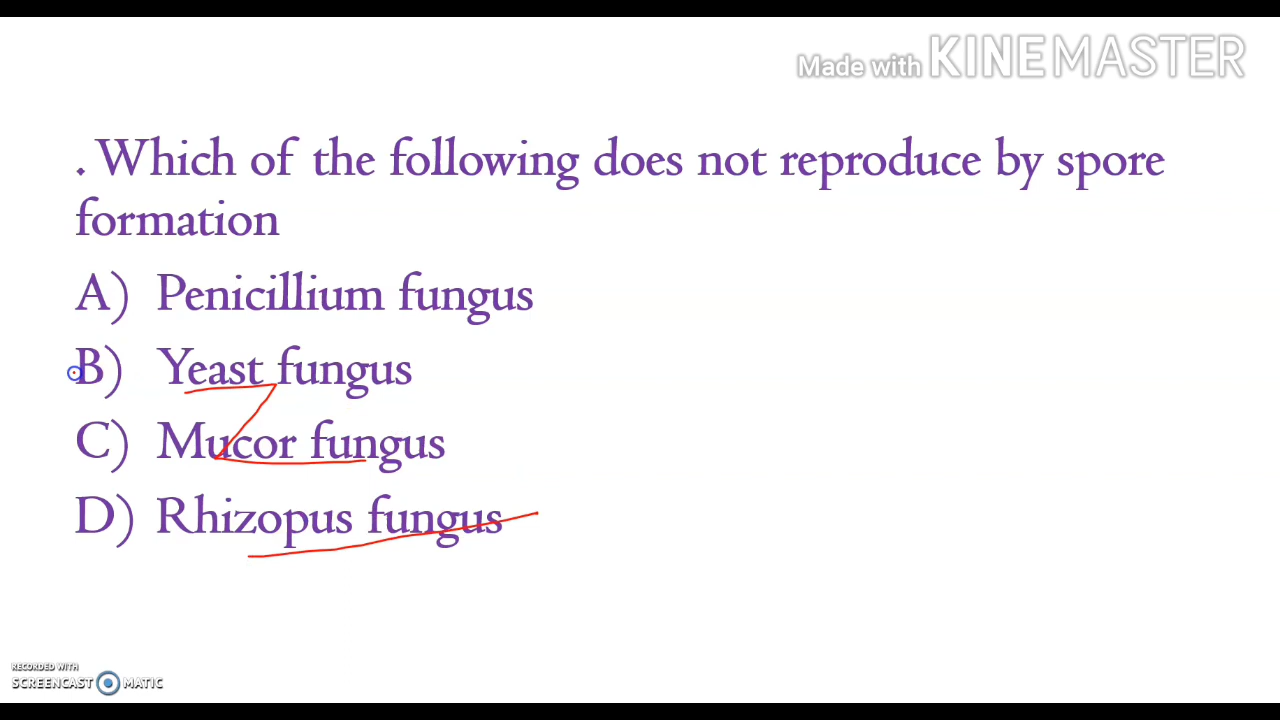 Made with KINEMASTER
. Which of the following does not reproduce by spore
formation
A) Penicillium fungus
B) Yeast fungus
C) Mucor fungus
D) Rhizopus fungus
RECORDED WITH
SCREENCAST MATIC